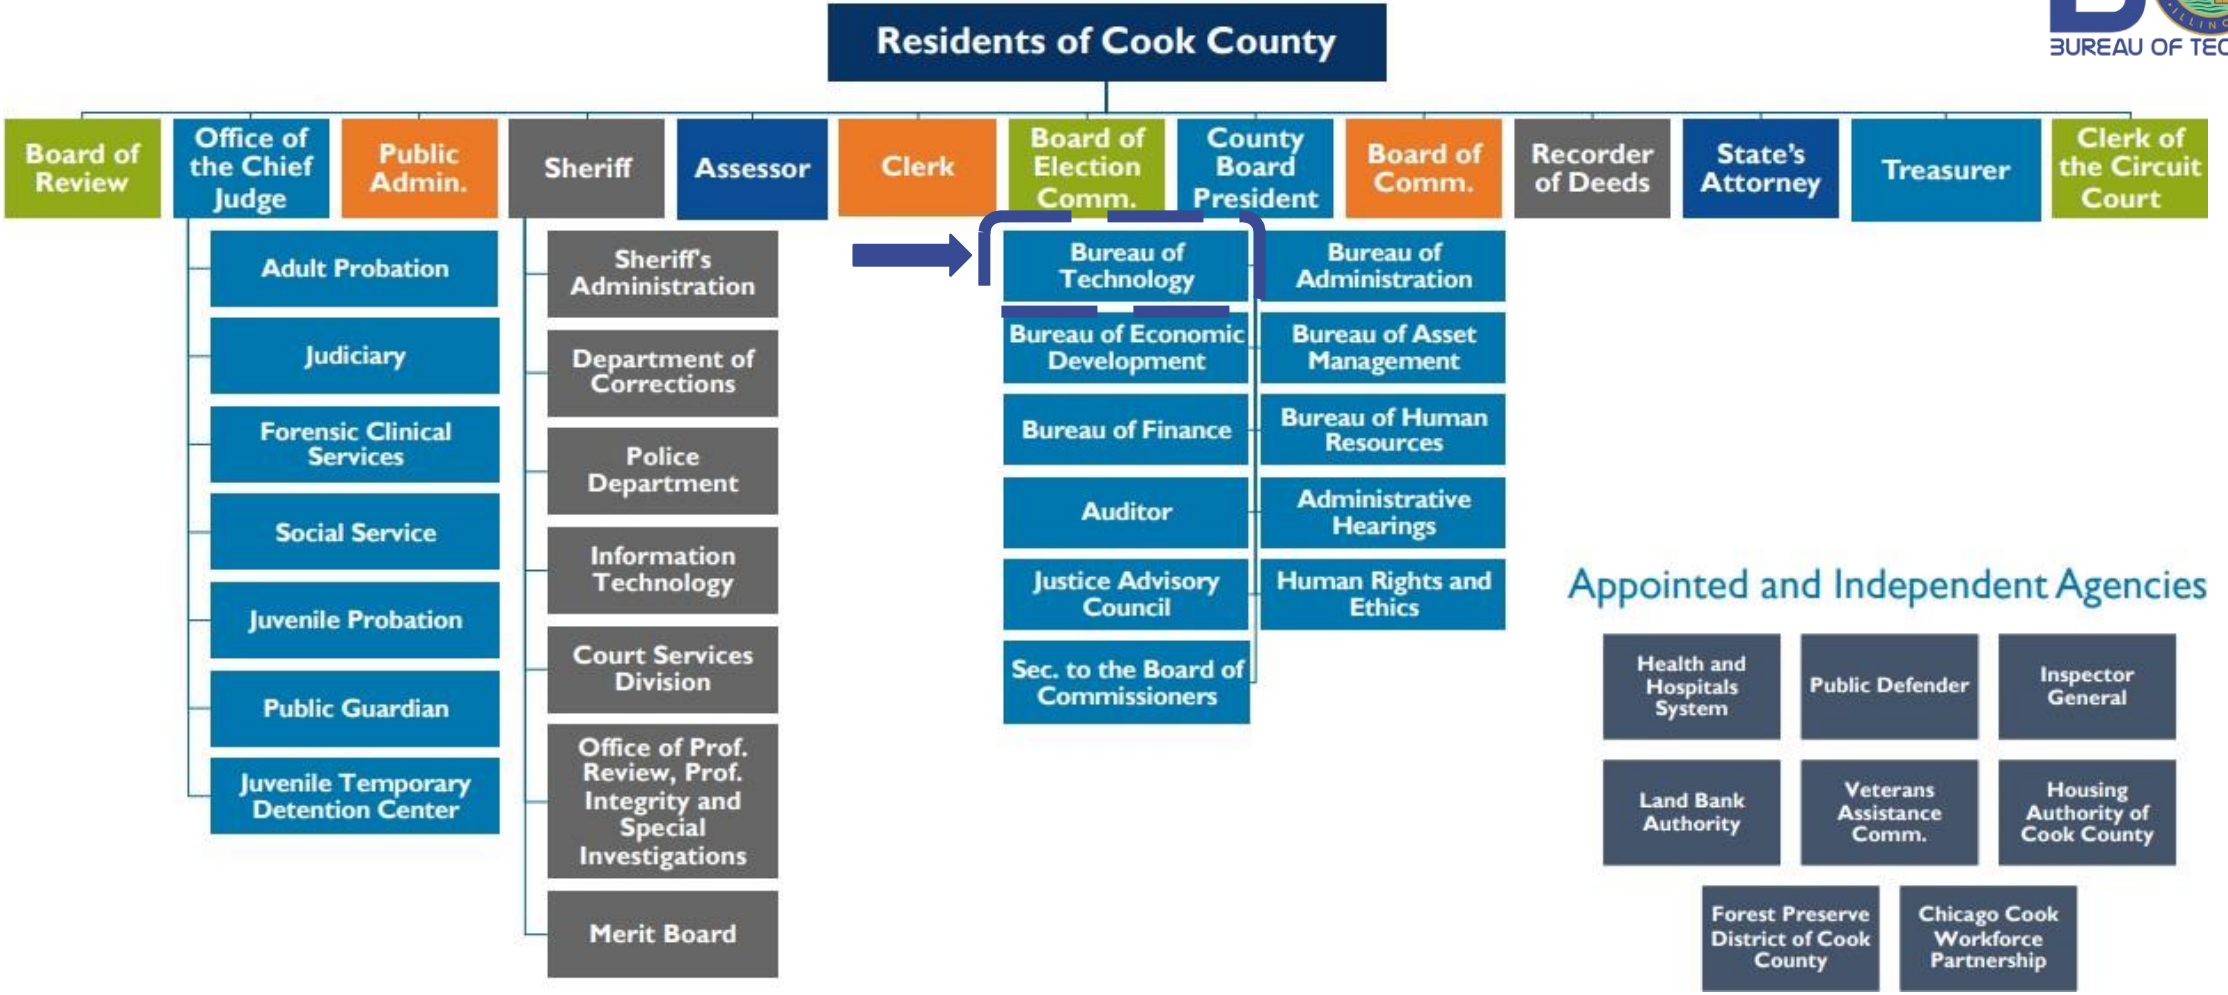 Residents of Cook County
BUREAU OF
Board of
Review
Office of
the Chief
Judge
Public
Admin.
Sheriff
Assessor
Clerk
Board of
Election
Comm.
County
Board
President
Board of
Comm.
Recorder
of Deeds
State's
Attorney
Treasurer
Clerk of
the Circuit
Court
Adult Probation
Judiciary
Forensic Clinical
Services
Social Service
Juvenile Probation
Public Guardian
Juvenile Temporary
Detention Center
Sheriff's
Administration
Department of
Corrections
Police
Department
Information
Technology
Court Services
Division
Office of Prof.
Review, Prof.
Integrity and
Special
Investigations
Merit Board
Bureau of
Technology
Bureau of Economic
Development
Bureau of Finance
Auditor
Justice Advisory
Council
Sec. to the Board of
Commissioners
Bureau of
Administration
Bureau of Asset
Management
Bureau of Human
Resources
Administrative
Hearings
Human Rights and
Ethics
Appointed and Independent Agencies
Health and
Hospitals
System
Public Defender
Inspector
General
Land Bank
Authority
Veterans
Assistance
Comm.
Housing
Authority of
Cook County
Forest Preserve
District of Cook
County
Chicago Cook
Workforce
Partnership